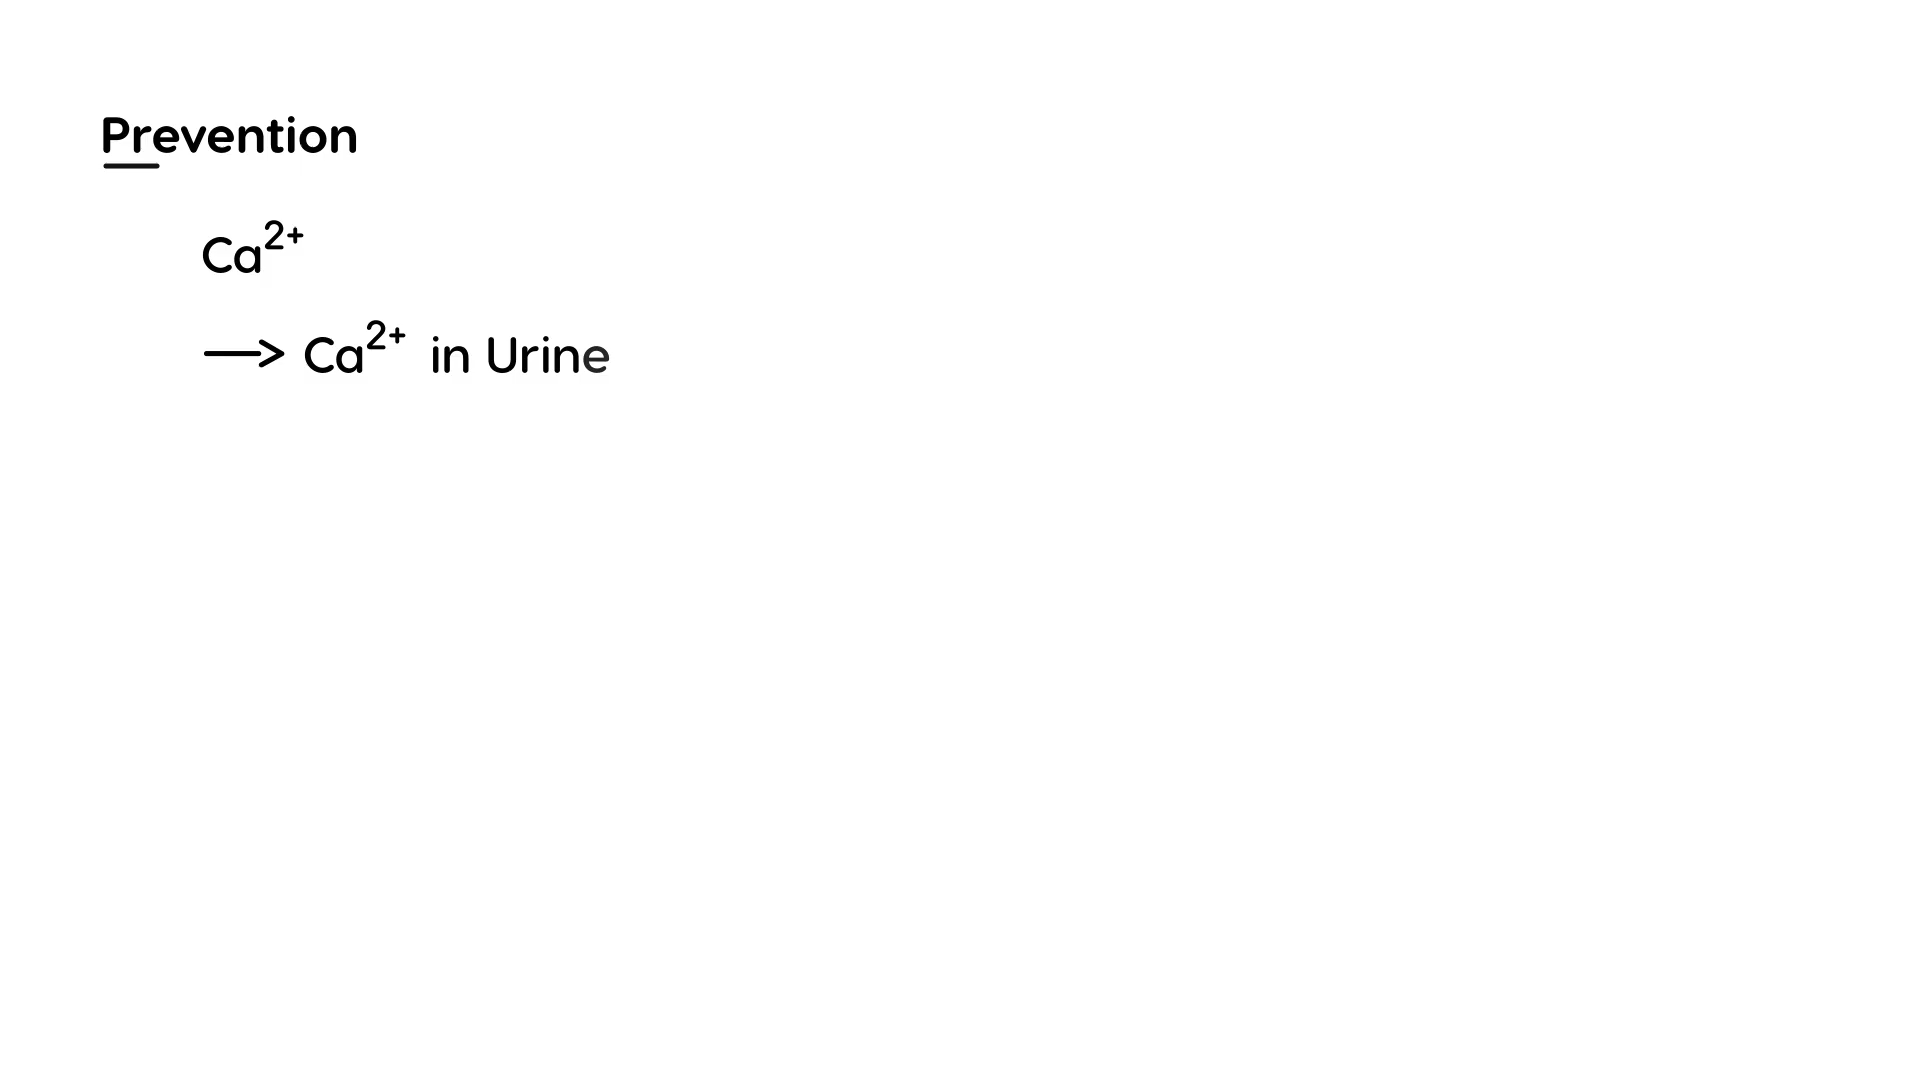 Prevention
Ca²⁺
→ Ca²⁺ in Urine